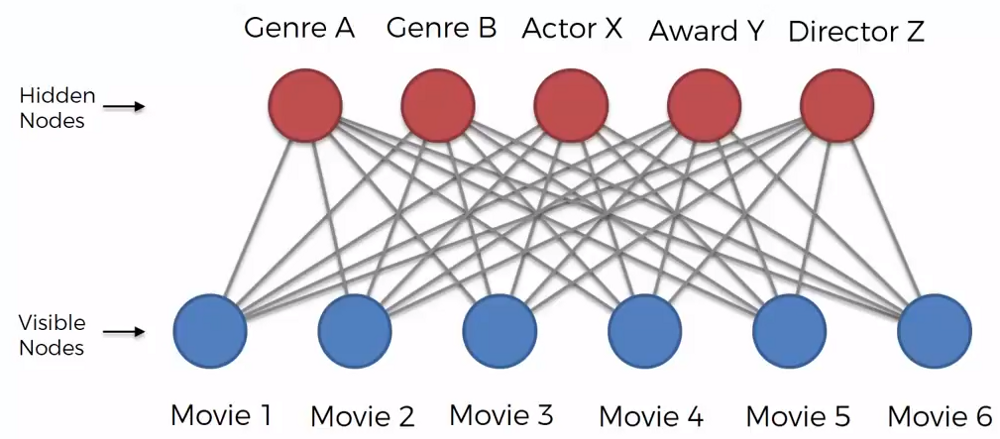 Genre A Genre B Actor X Award Y Director Z
Hidden
Nodes
Visible
Nodes
Movie 1 Movie 2 Movie 3 Movie 4 Movie 5 Movie 6